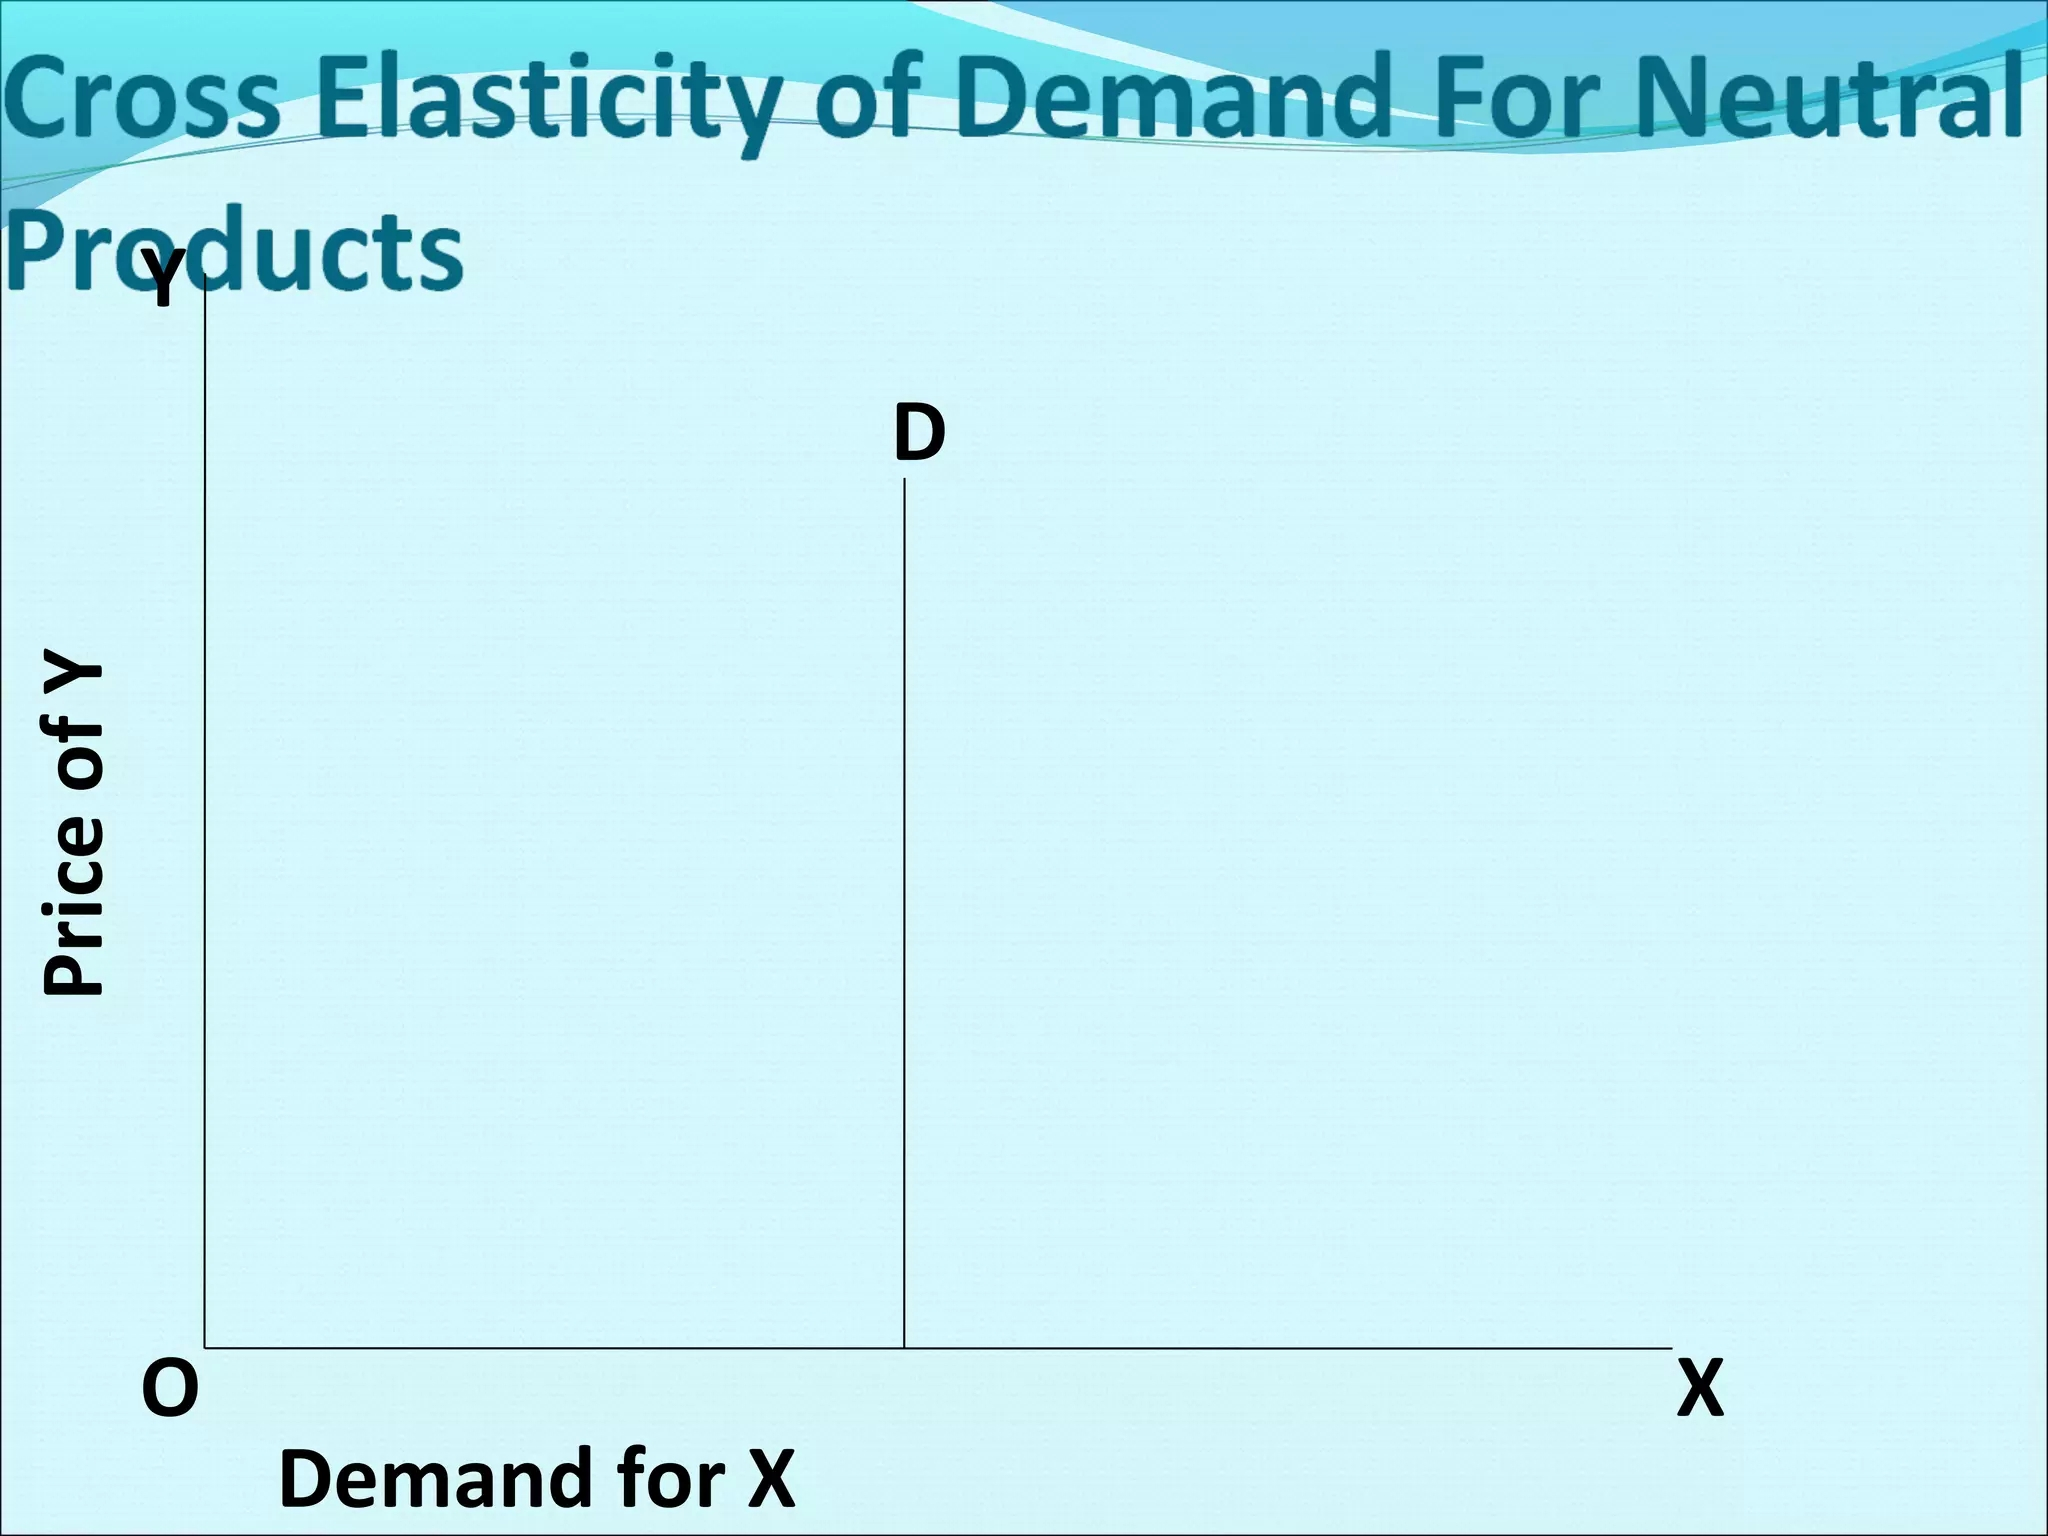 Cross Elasticity of Demand For Neutral
Products
Y
D
Price of Y
O
X
Demand for X